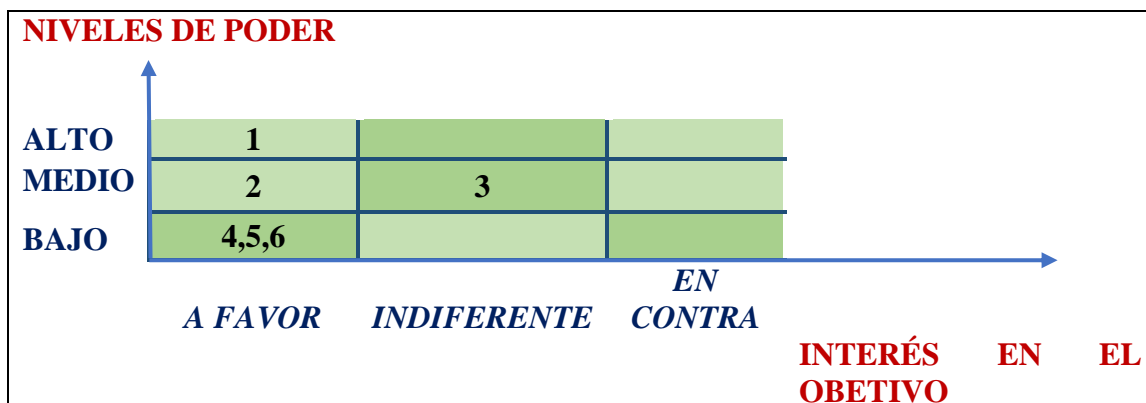 NIVELES DE PODER
ALTO 1
MEDIO 2 3
BAJO 4,5,6
A FAVOR INDIFERENTE EN CONTRA
INTERÉS EN EL
OBETIVO